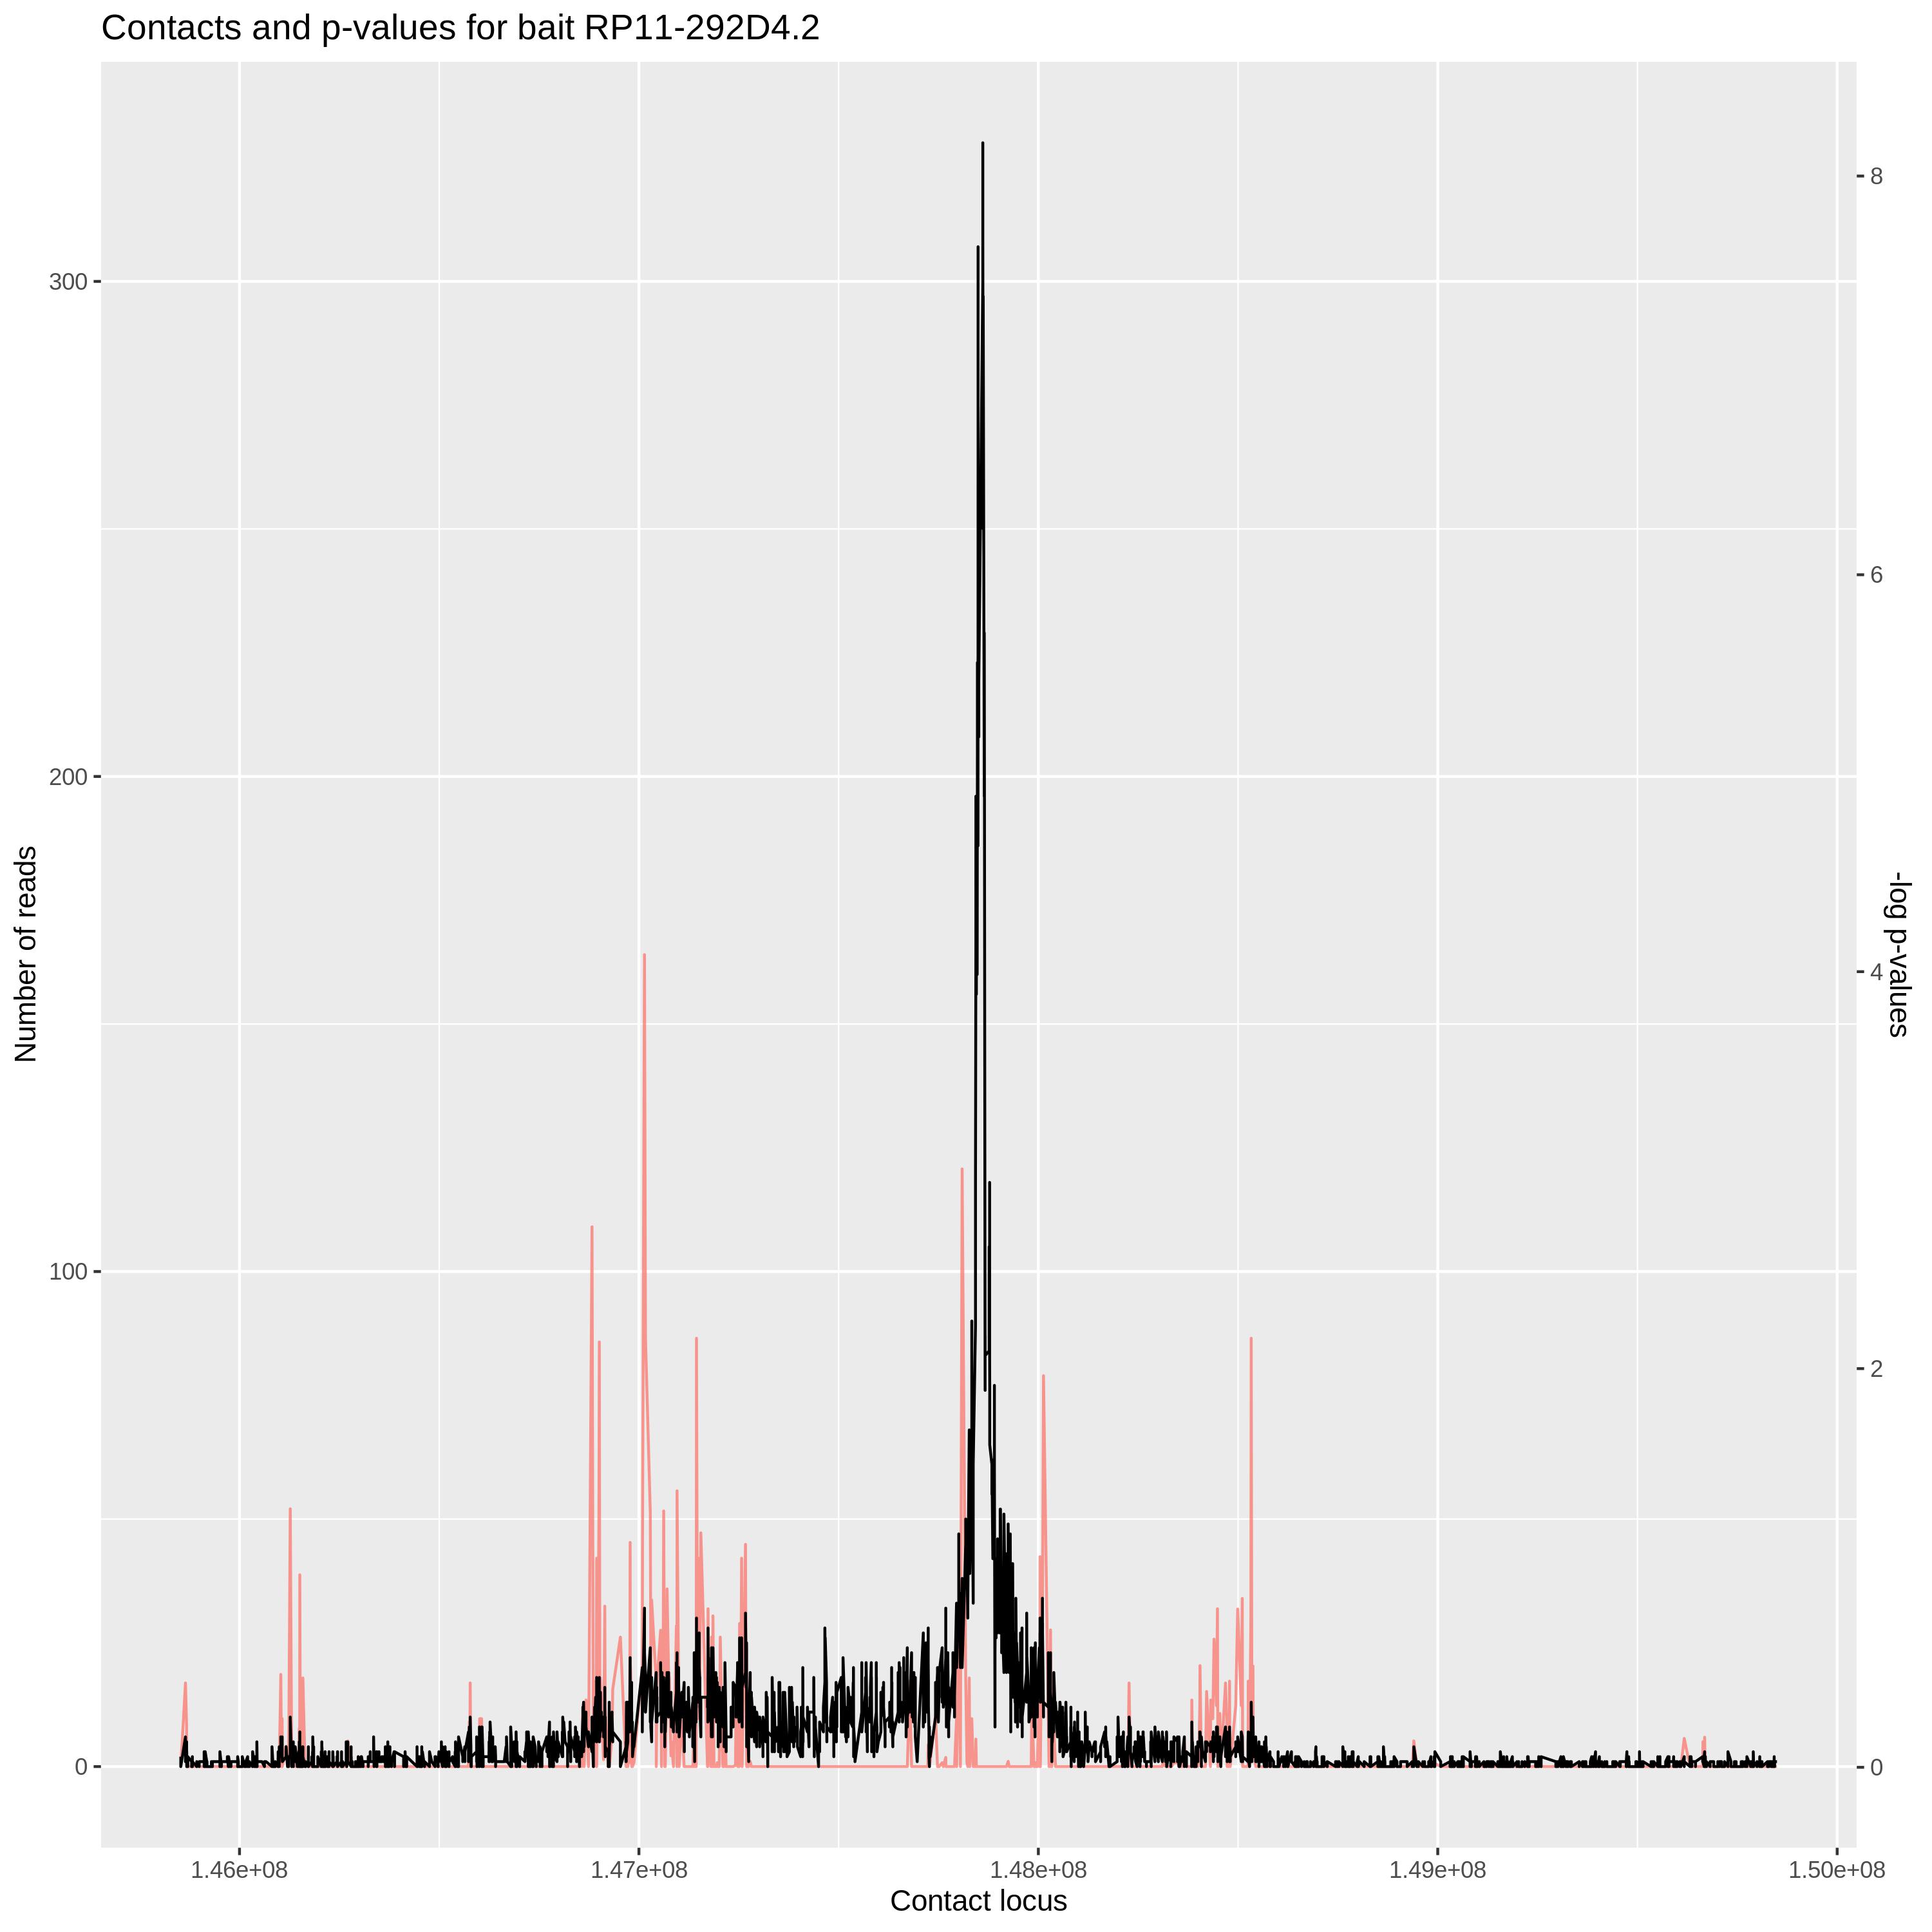 Contacts and p-values for bait RP11-292D4.2
300
200
100
0
Number of reads
8
6
4
2
0
-log p-values
1.46e+08 1.47e+08 1.48e+08 1.49e+08 1.50e+08
Contact locus